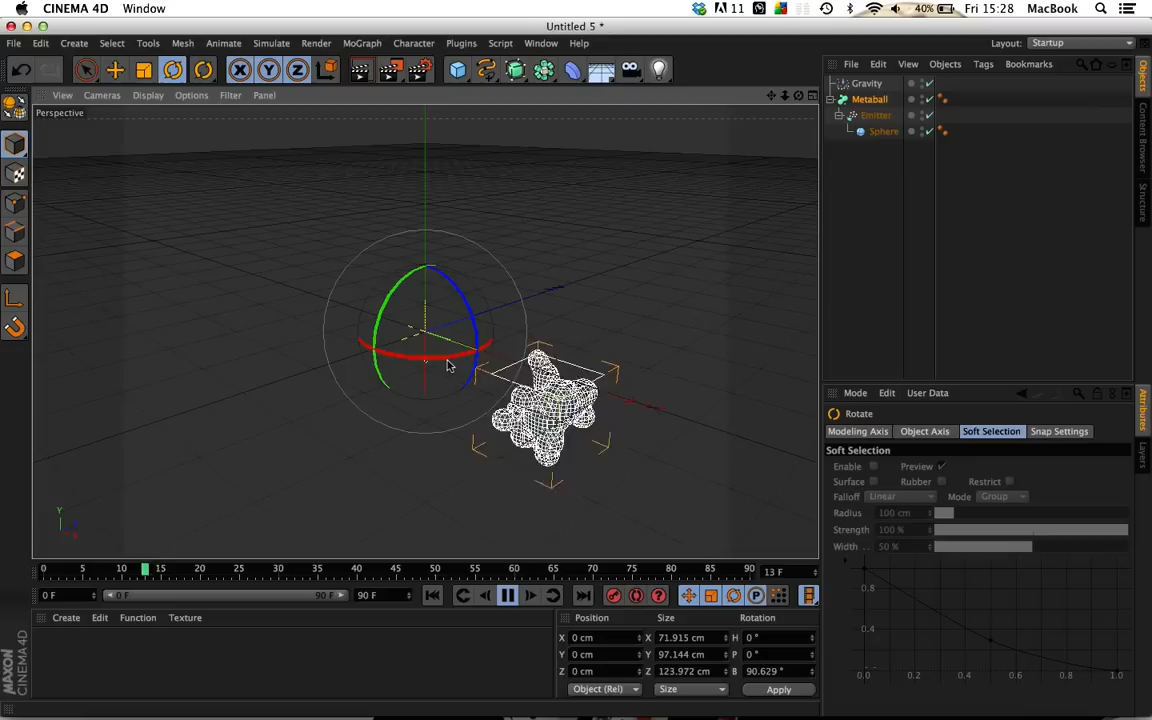 CINEMA 4D Window 11 40% Fri 15:28 MacBook
Untitled 5 *
File Edit Create Select Tools Mesh Animate Simulate Render MoGraph Character Plugins Script Window Help Layout: Startup
X Y Z
View Cameras Display Options Filter Panel
File Edit View Objects Tags Bookmarks
Perspective
Gravity
Metaball
Emitter
Sphere
Objects
Content Browser
Structure
Mode Edit User Data
Rotate
Modeling Axis Object Axis Soft Selection Snap Settings
Soft Selection
Enable Preview
Surface Rubber Restrict
Falloff Linear Mode Group
Radius 100 cm
Strength 100 %
Width 50 %
0.8
0.4
0.0 0.2 0.4 0.6 0.8 1.0
Attributes
Layers
Y
0 5 10 15 20 25 30 35 40 45 50 55 60 65 70 75 80 85 90 13 F
0 F 0 F 90 F 90 F
Create Edit Function Texture
Position Size Rotation
X 0 cm X 71.915 cm H 0 °
Y 0 cm Y 97.144 cm P 0 °
Z 0 cm Z 123.972 cm B 90.629 °
Object (Rel) Size Apply
MAXON
CINEMA 4D